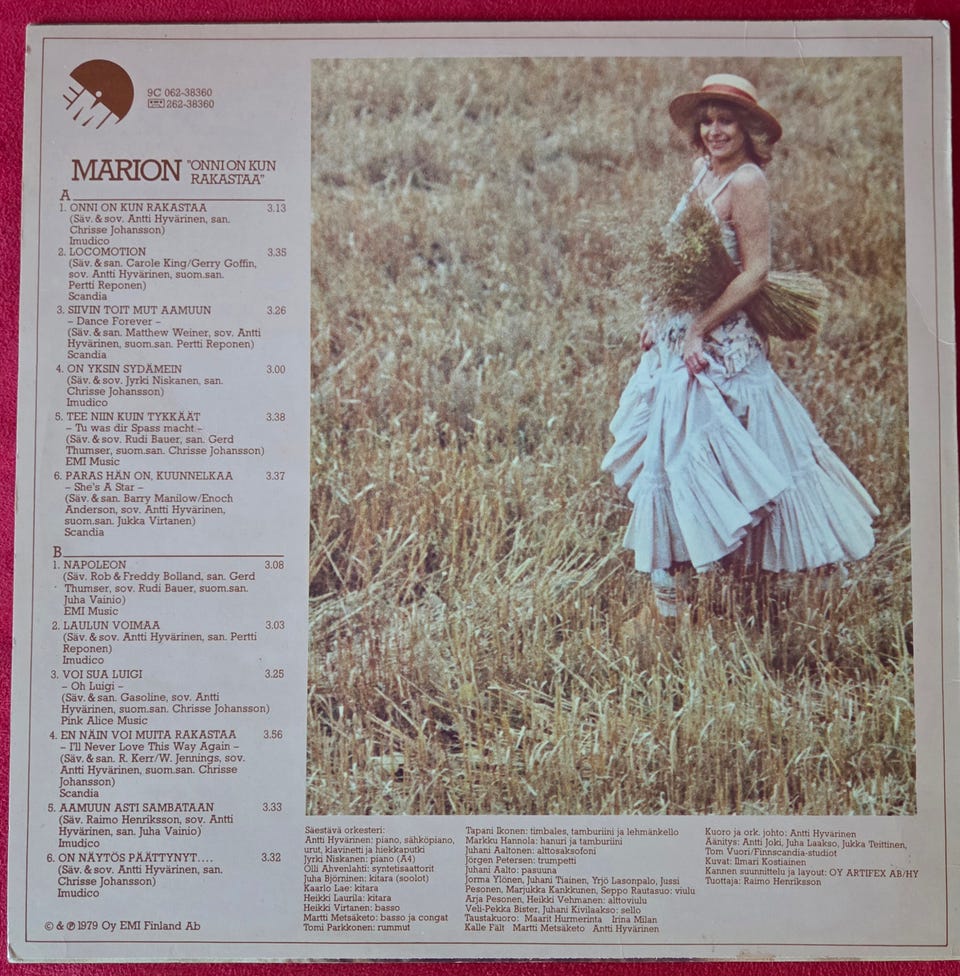 EMI
9C 062-38360
262-38360
MARION "ONNI ON KUN
RAKASTAA"
A
1. ONNI ON KUN RAKASTAA 3.13
(Säv. & sov. Antti Hyvärinen, san.
Chrisse Johansson)
Imudico
2. LOCOMOTION 3.35
(Säv. & san. Carole King/Gerry Goffin,
sov. Antti Hyvärinen, suom.san.
Pertti Reponen)
Scandia
3. SIIVIN TOIT MUT AAMUUN 3.26
– Dance Forever –
(Säv. & san. Matthew Weiner, sov. Antti
Hyvärinen, suom.san. Pertti Reponen)
Scandia
4. ON YKSIN SYDÄMEIN 3.00
(Säv. & sov. Jyrki Niskanen, san.
Chrisse Johansson)
Imudico
5. TEE NIIN KUIN TYKKÄÄT 3.38
– Tu was dir Spass macht –
(Säv. & sov. Rudi Bauer, san. Gerd
Thumser, suom.san. Chrisse Johansson)
EMI Music
6. PARAS HÄN ON, KUUNNELKAA 3.37
– She's A Star –
(Säv. & san. Barry Manilow/Enoch
Anderson, sov. Antti Hyvärinen,
suom.san. Jukka Virtanen)
Scandia
B
1. NAPOLEON 3.08
(Säv. Rob & Freddy Bolland, san. Gerd
Thumser, sov. Rudi Bauer, suom.san.
Juha Vainio)
EMI Music
2. LAULUN VOIMAA 3.03
(Säv. & sov. Antti Hyvärinen, san. Pertti
Reponen)
Imudico
3. VOI SUA LUIGI 3.25
– Oh Luigi –
(Säv. & san. Gasoline, sov. Antti
Hyvärinen, suom.san. Chrisse Johansson)
Pink Alice Music
4. EN NÄIN VOI MUITA RAKASTAA 3.56
– I'll Never Love This Way Again –
(Säv. & san. R. Kerr/W. Jennings, sov.
Antti Hyvärinen, suom.san. Chrisse
Johansson)
Scandia
5. AAMUUN ASTI SAMBATAAN 3.33
(Säv. Raimo Henriksson, sov. Antti
Hyvärinen, san. Juha Vainio)
Imudico
6. ON NÄYTÖS PÄÄTTYNYT.... 3.32
(Säv. & sov. Antti Hyvärinen, san.
Chrisse Johansson)
Imudico
© & ℗ 1979 Oy EMI Finland Ab
Säestävä orkesteri:
Antti Hyvärinen: piano, sähköpiano,
urut, klavinetti ja hiekkaputki
Jyrki Niskanen: piano (A4)
Olli Ahvenlahti: syntetisaattorit
Juha Björninen: kitara (soolot)
Kaarlo Lae: kitara
Heikki Laurila: kitara
Heikki Virtanen: basso
Martti Metsäketo: basso ja congat
Tomi Parkkonen: rummut
Tapani Ikonen: timbales, tamburiini ja lehmänkello
Markku Hannola: hanuri ja tamburiini
Juhani Aaltonen: alttosaksofoni
Jörgen Petersen: trumpetti
Juhani Aalto: pasuuna
Jorma Ylönen, Juhani Tiainen, Yrjö Lasonpalo, Jussi
Pesonen, Marjukka Kankkunen, Seppo Rautasuo: viulu
Arja Pesonen, Heikki Vehmanen: alttoviulu
Veli-Pekka Bister, Juhani Kivilaakso: sello
Taustakuoro: Maarit Hurmerinta Irina Milan
Kalle Fält Martti Metsäketo Antti Hyvärinen
Kuoro ja ork. johto: Antti Hyvärinen
Äänitys: Antti Joki, Juha Laakso, Jukka Teittinen,
Tom Vuori/Finnscandia-studiot
Kuvat: Ilmari Kostiainen
Kannen suunnittelu ja layout: OY ARTIFEX AB/HY
Tuottaja: Raimo Henriksson